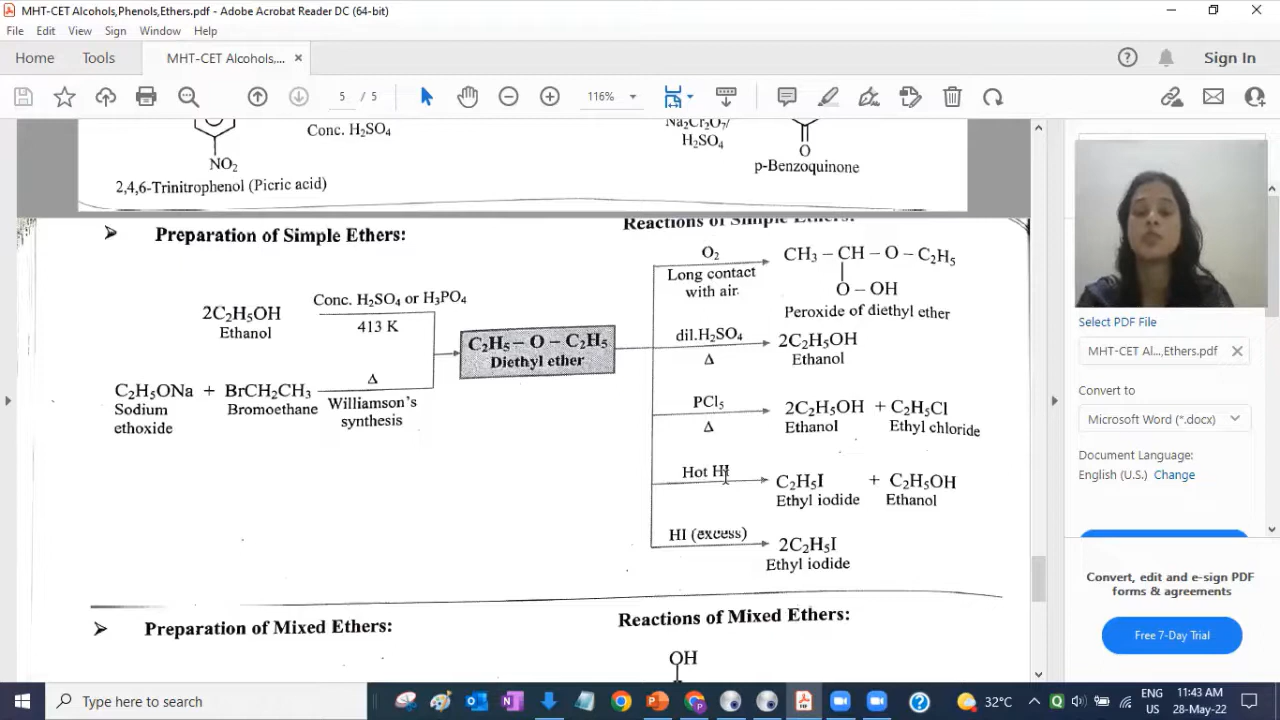 MHT-CET Alcohols,Phenols,Ethers.pdf - Adobe Acrobat Reader DC (64-bit)
File Edit View Sign Window Help
Home Tools MHT-CET Alcohols,... ×
Sign In
5 / 5 116%
Conc. H₂SO₄
NO₂
2,4,6-Trinitrophenol (Picric acid)
Na₂Cr₂O₇/
H₂SO₄
O
p-Benzoquinone
Preparation of Simple Ethers:
2C₂H₅OH
Ethanol
Conc. H₂SO₄ or H₃PO₄
413 K
C₂H₅ONa + BrCH₂CH₃
Sodium
ethoxide
Bromoethane
Δ
Williamson's
synthesis
C₂H₅ – O – C₂H₅
Diethyl ether
Reactions of Simple Ethers:
O₂
Long contact
with air
CH₃ – CH – O – C₂H₅
O – OH
Peroxide of diethyl ether
dil.H₂SO₄
Δ
2C₂H₅OH
Ethanol
PCl₅
Δ
2C₂H₅OH + C₂H₅Cl
Ethanol Ethyl chloride
Hot HI
C₂H₅I + C₂H₅OH
Ethyl iodide Ethanol
HI (excess)
2C₂H₅I
Ethyl iodide
Preparation of Mixed Ethers:
Reactions of Mixed Ethers:
OH
Select PDF File
MHT-CET Al...,Ethers.pdf
Convert to
Microsoft Word (*.docx)
Document Language:
English (U.S.) Change
Convert, edit and e-sign PDF
forms & agreements
Free 7-Day Trial
Type here to search
32°C
ENG
US
11:43 AM
28-May-22